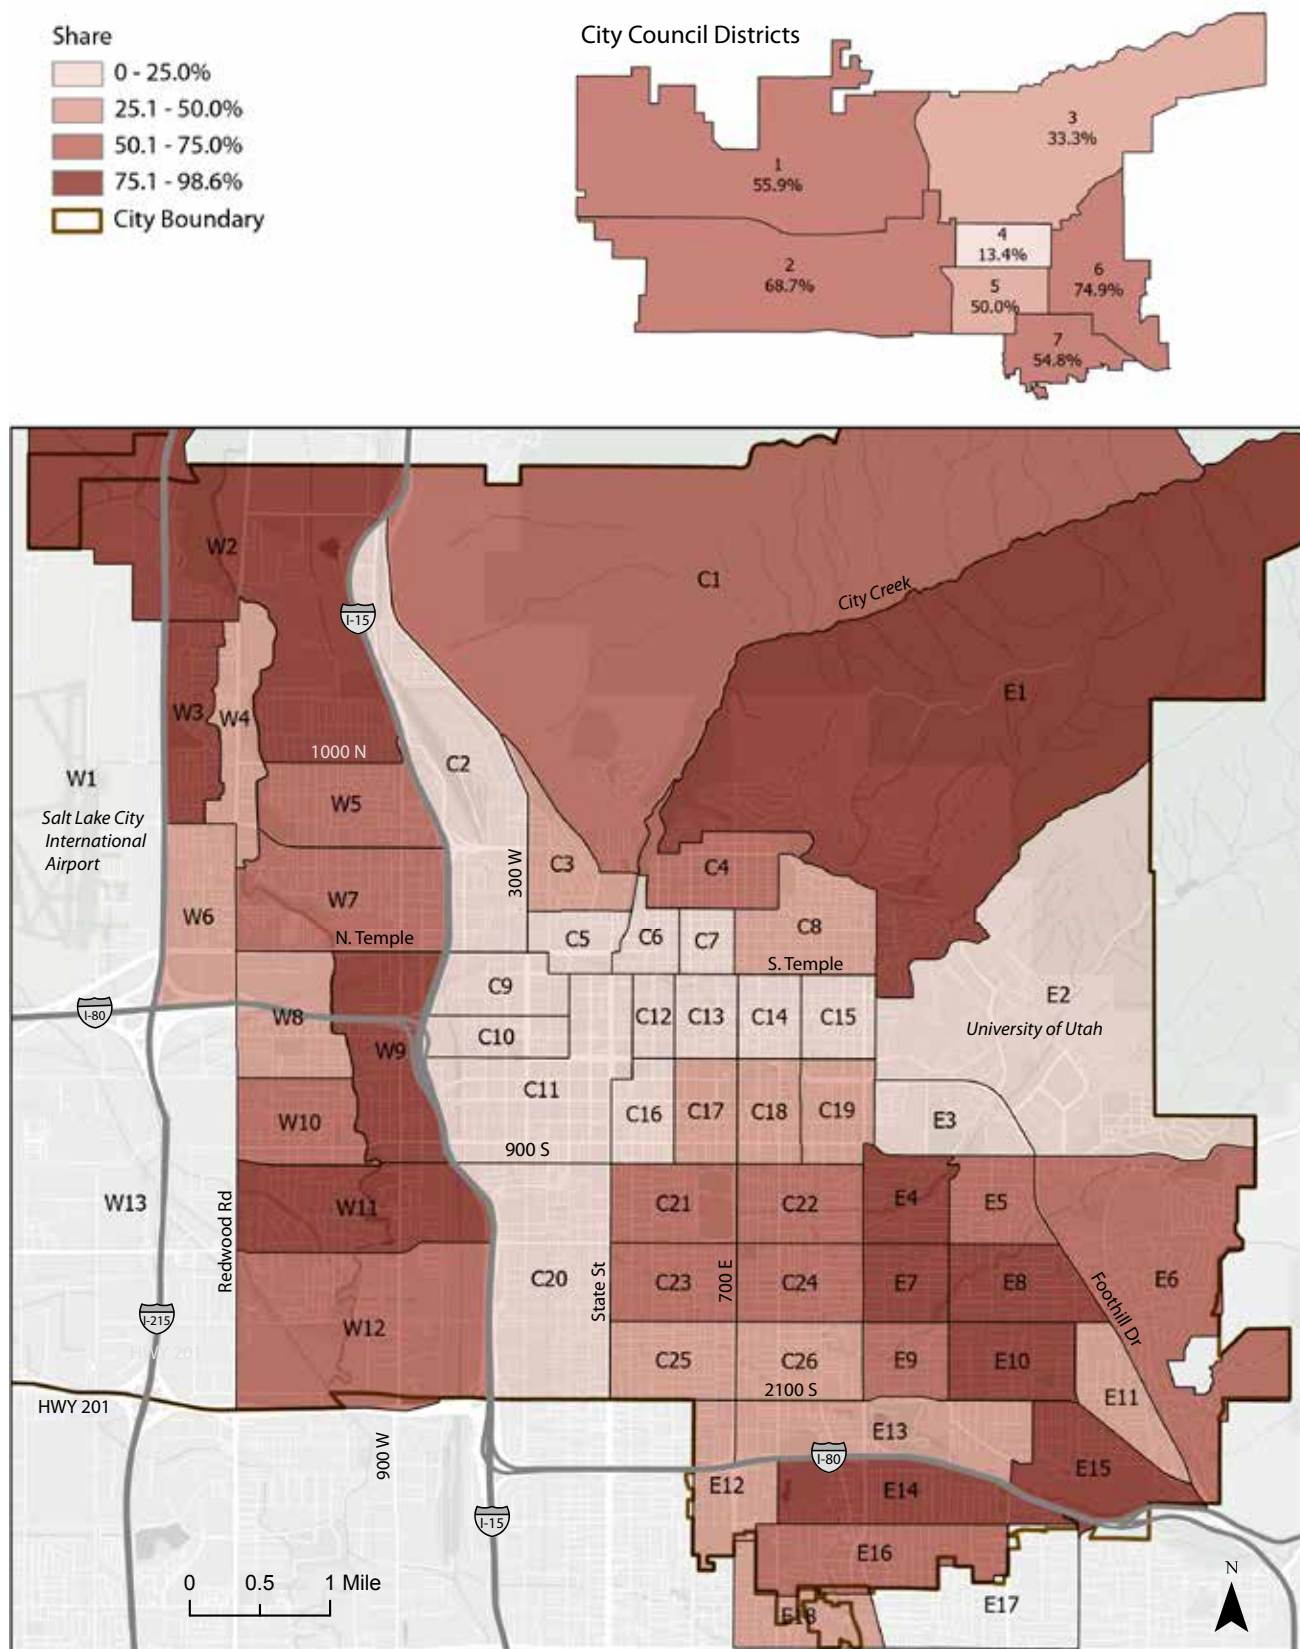 Share
0 - 25.0%
25.1 - 50.0%
50.1 - 75.0%
75.1 - 98.6%
City Boundary
City Council Districts
1
55.9%
2
68.7%
3
33.3%
4
13.4%
5
50.0%
6
74.9%
7
54.8%
W2
C1
City Creek
I-15
E1
W3
W4
1000 N
C2
W1
W5
Salt Lake City
International
Airport
300 W
C3
C4
W7
W6
N. Temple
C5
C6
C7
C8
S. Temple
C9
E2
I-80
W8
C12
C13
C14
C15
University of Utah
C10
W9
C11
W10
C16
C17
C18
C19
E3
900 S
W13
W11
C21
C22
E4
E5
Redwood Rd
C20
State St
C23
700 E
C24
E7
E8
Foothill Dr
E6
I-215
HWY 201
W12
C25
C26
E9
E10
2100 S
E11
HWY 201
E13
900 W
I-80
E12
E14
E15
I-15
E16
0 0.5 1 Mile
E17
E18
N